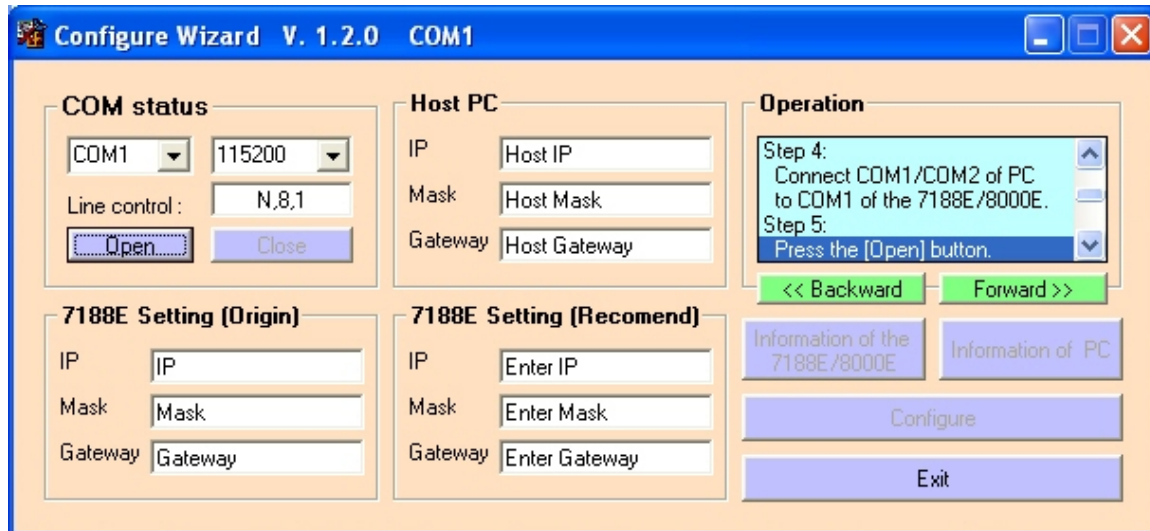 Configure Wizard V. 1.2.0 COM1
COM status
COM1
115200
Line control :
N,8,1
Open
Close
Host PC
IP
Host IP
Mask
Host Mask
Gateway
Host Gateway
Operation
Step 4:
Connect COM1/COM2 of PC
to COM1 of the 7188E/8000E.
Step 5:
Press the [Open] button.
<< Backward
Forward >>
7188E Setting (Origin)
IP
IP
Mask
Mask
Gateway
Gateway
7188E Setting (Recomend)
IP
Enter IP
Mask
Enter Mask
Gateway
Enter Gateway
Information of the
7188E/8000E
Information of PC
Configure
Exit